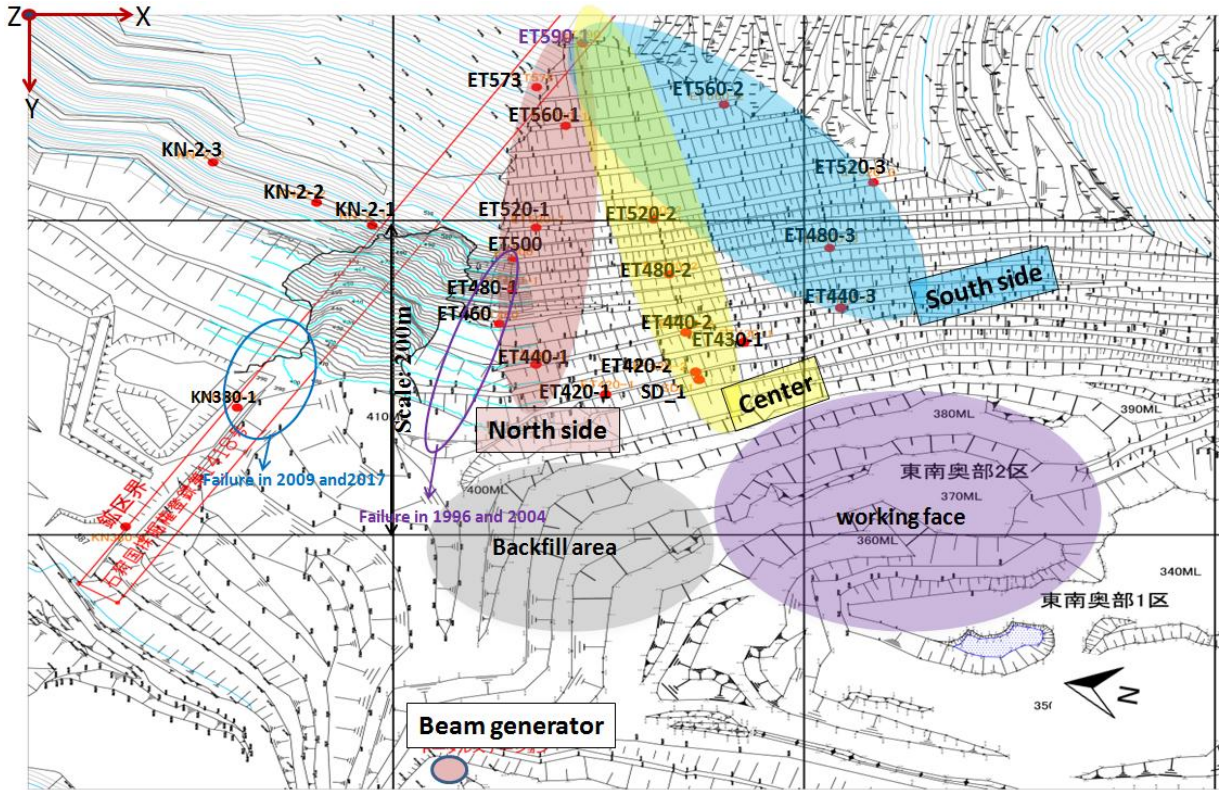 Z
X
Y
ET590-1
ET573
ET560-2
ET560-1
KN-2-3
ET520-3
KN-2-2
KN-2-1
ET520-1
ET520-2
ET500
ET480-3
ET480-1
ET480-2
South side
ET440-3
ET460
ET440-2
ET430-1
Scale: 200m
ET440-1
ET420-2
ET420-1
SD_1
Center
KN380-1
410M
380ML
390ML
North side
東南奥部2区
Failure in 2009 and2017
400ML
370ML
鉱区界
Failure in 1996 and 2004
working face
Backfill area
360ML
340ML
東南奥部1区
N
350
Beam generator